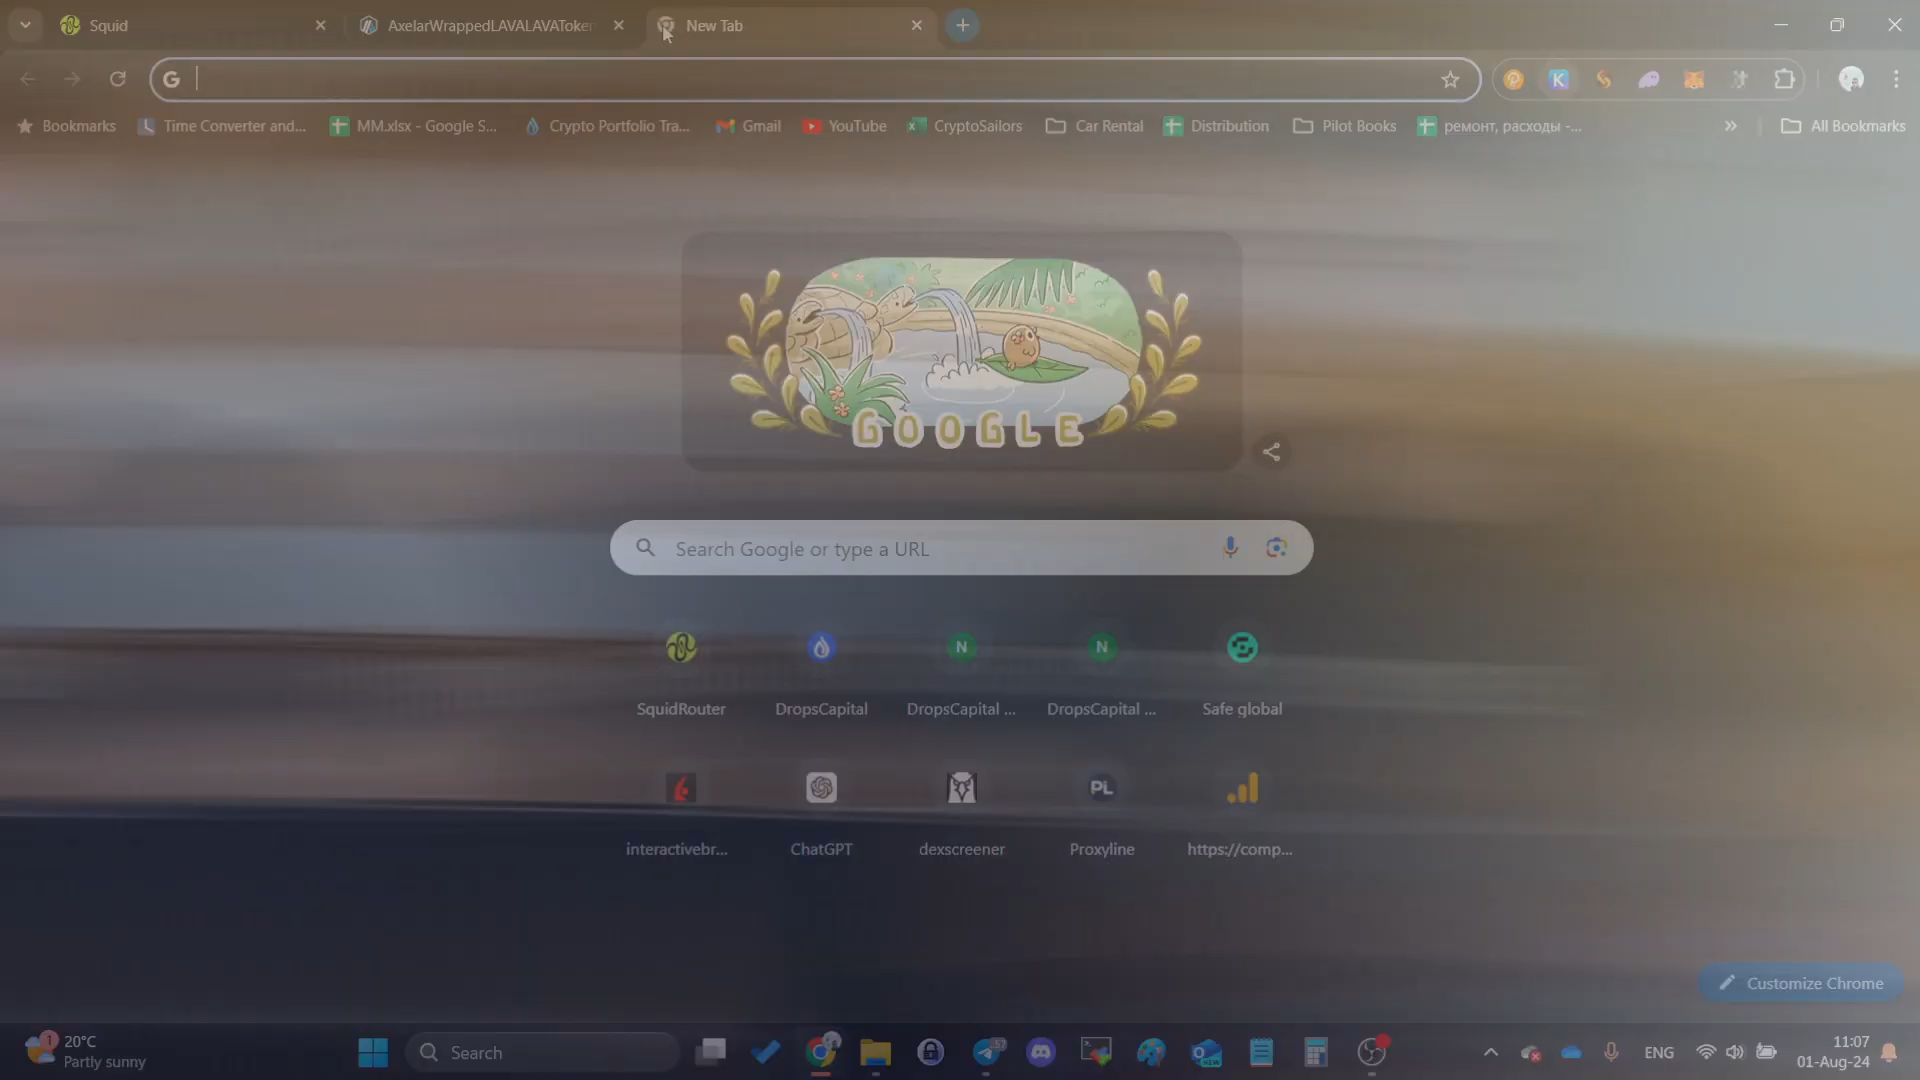 Squid
AxelarWrappedLAVALAVAToken
New Tab
G
Bookmarks
Time Converter and...
MM.xlsx - Google S...
Crypto Portfolio Tra...
Gmail
YouTube
CryptoSailors
Car Rental
Distribution
Pilot Books
ремонт, расходы -...
All Bookmarks
GOOGLE
Search Google or type a URL
SquidRouter
DropsCapital
DropsCapital ...
DropsCapital ...
Safe global
interactivebr...
ChatGPT
dexscreener
Proxyline
https://comp...
Customize Chrome
20°C
Partly sunny
Search
ENG
11:07
01-Aug-24